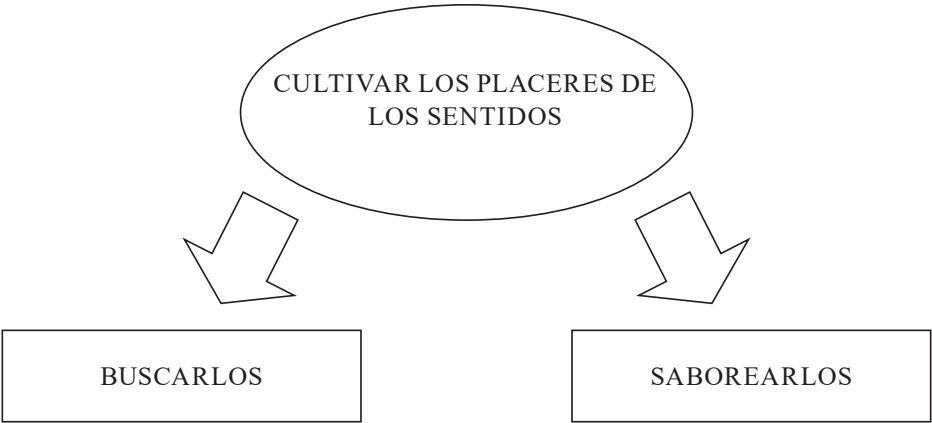 CULTIVAR LOS PLACERES DE
LOS SENTIDOS
BUSCARLOS
SABOREARLOS